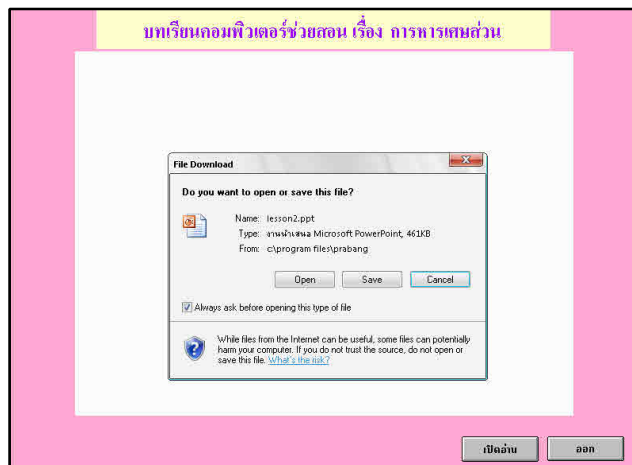 บทเรียนคอมพิวเตอร์ช่วยสอน เรื่อง การหารเศษส่วน
File Download
Do you want to open or save this file?
Name: lesson2.ppt
Type: งานนำเสนอ Microsoft PowerPoint, 461KB
From: c\program files\prabang
Open Save Cancel
Always ask before opening this type of file
While files from the Internet can be useful, some files can potentially
harm your computer. If you do not trust the source, do not open or
save this file. What's the risk?
เปิดอ่าน ออก